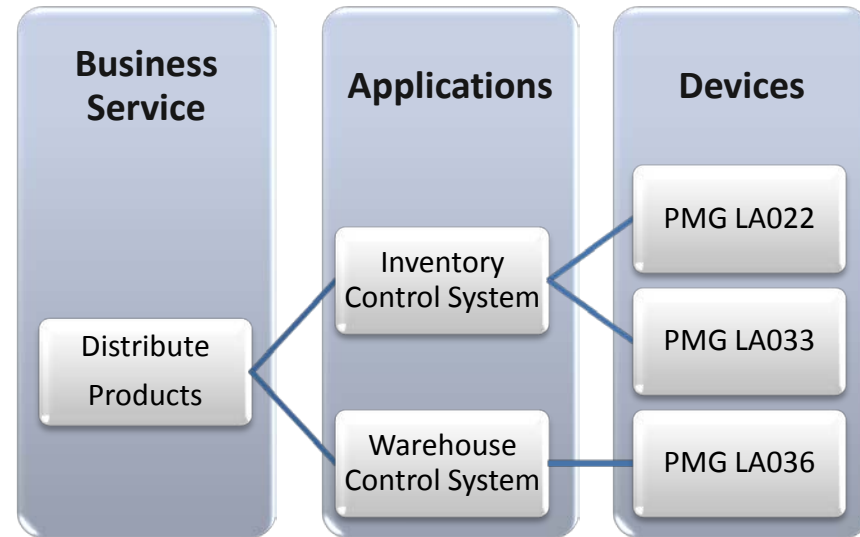 Business
Service
Applications
Devices
Distribute
Products
Inventory
Control System
Warehouse
Control System
PMG LA022
PMG LA033
PMG LA036